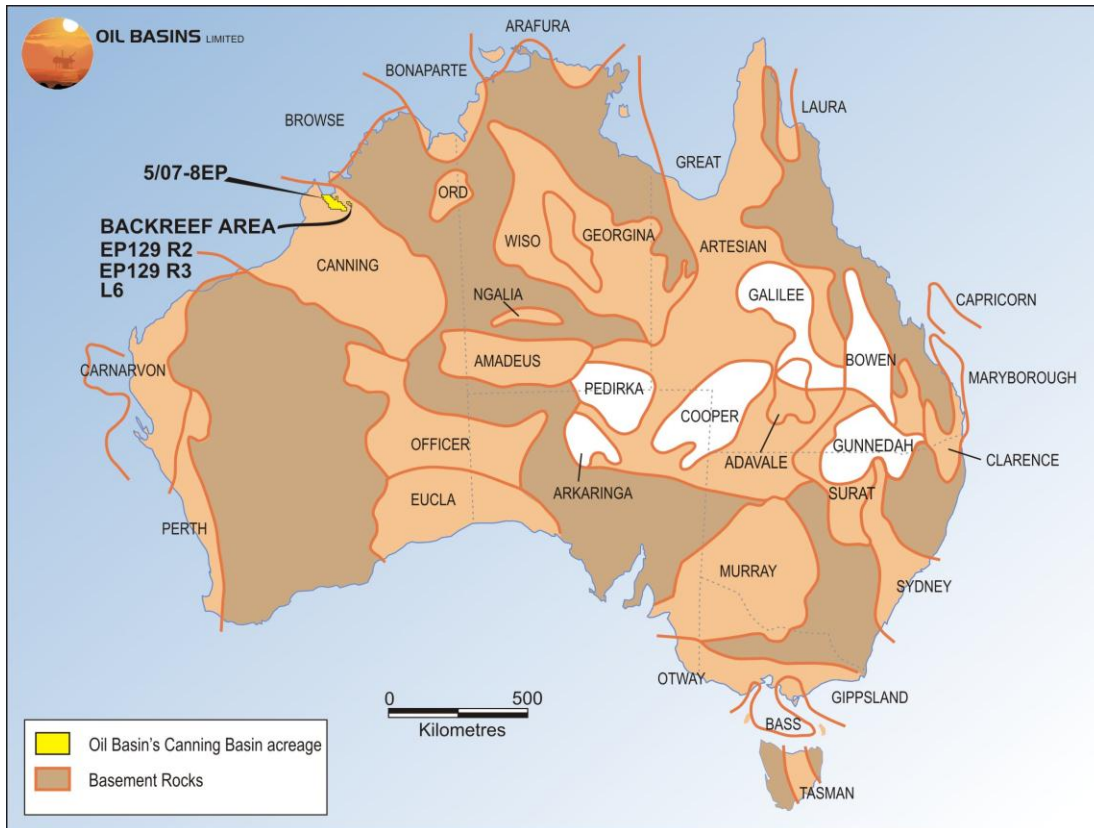 OIL BASINS LIMITED
ARAFURA
BONAPARTE
LAURA
BROWSE
GREAT
5/07-8EP
ORD
BACKREEF AREA
EP129 R2
EP129 R3
L6
WISO
GEORGINA
ARTESIAN
CANNING
GALILEE
NGALIA
CAPRICORN
CARNARVON
AMADEUS
BOWEN
MARYBOROUGH
PEDIRKA
COOPER
OFFICER
GUNNEDAH
ADAVALE
CLARENCE
ARKARINGA
EUCLA
SURAT
PERTH
MURRAY
SYDNEY
OTWAY
GIPPSLAND
0 500
Kilometres
BASS
Oil Basin's Canning Basin acreage
Basement Rocks
TASMAN